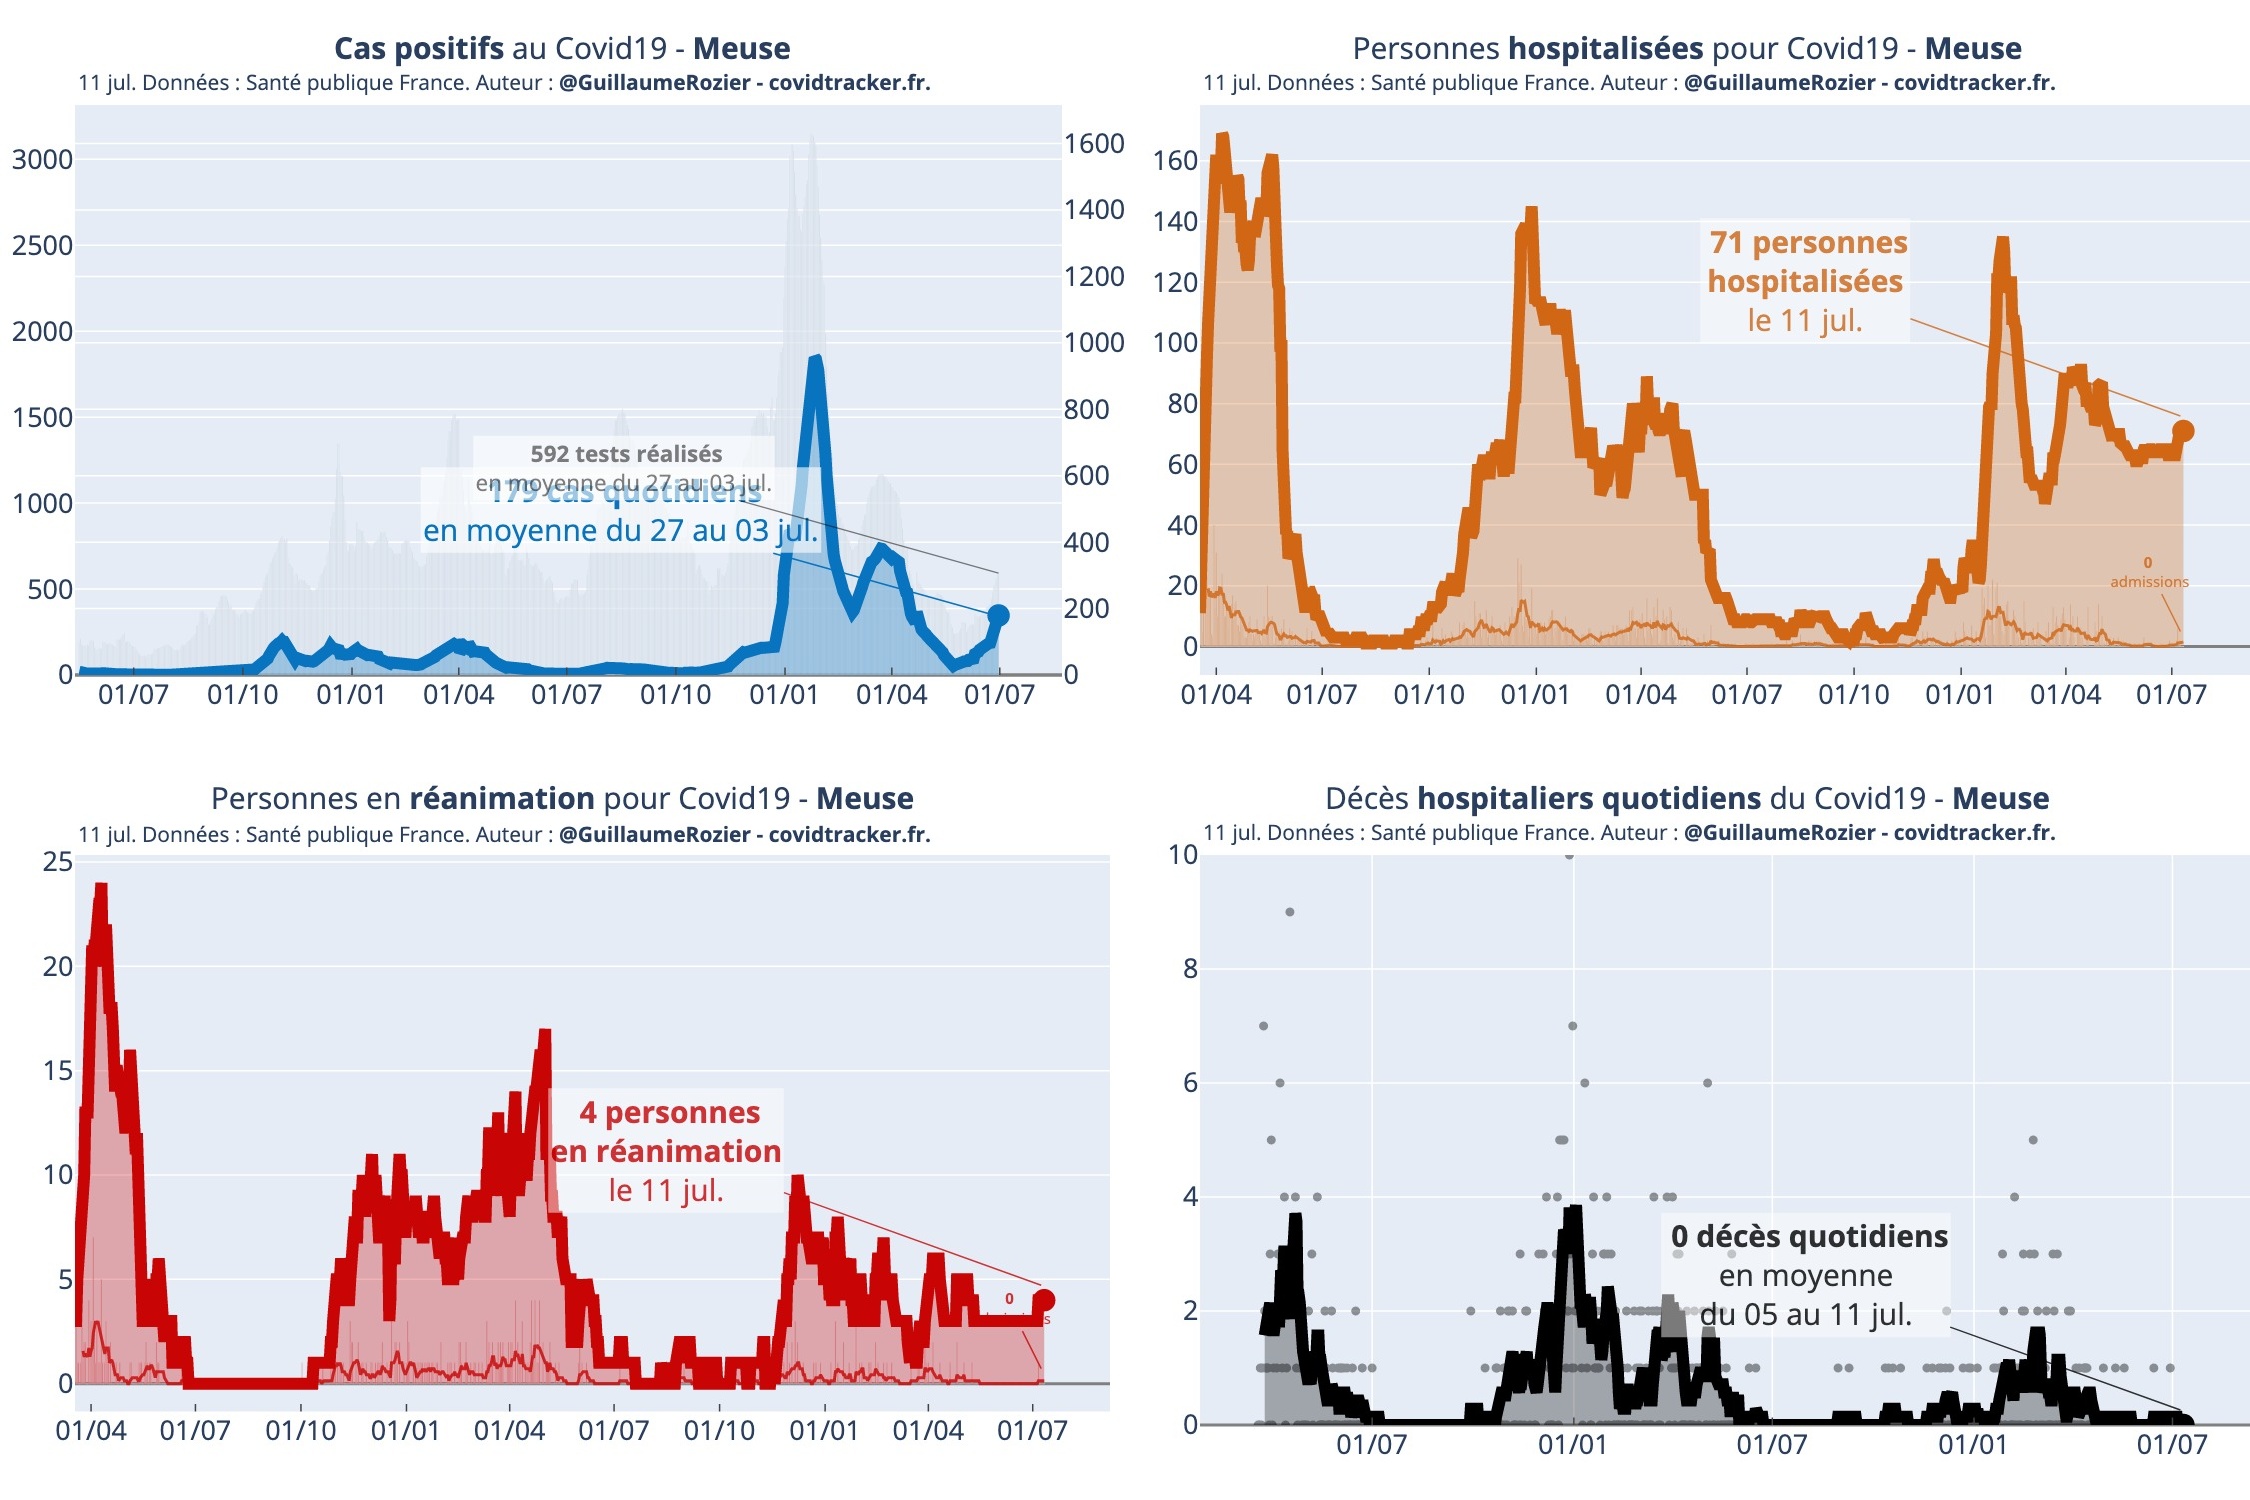 Cas positifs au Covid19 - Meuse
11 jul. Données : Santé publique France. Auteur : @GuillaumeRozier - covidtracker.fr.
3000
2500
2000
1500
1000
500
0
1600
1400
1200
1000
800
600
400
200
0
592 tests réalisés
en moyenne du 27 au 03 jul.
179 cas quotidiens
en moyenne du 27 au 03 jul.
01/07 01/10 01/01 01/04 01/07 01/10 01/01 01/04 01/07
Personnes hospitalisées pour Covid19 - Meuse
11 jul. Données : Santé publique France. Auteur : @GuillaumeRozier - covidtracker.fr.
160
140
120
100
80
60
40
20
0
71 personnes
hospitalisées
le 11 jul.
0
admissions
01/04 01/07 01/10 01/01 01/04 01/07 01/10 01/01 01/04 01/07
Personnes en réanimation pour Covid19 - Meuse
11 jul. Données : Santé publique France. Auteur : @GuillaumeRozier - covidtracker.fr.
25
20
15
10
5
0
4 personnes
en réanimation
le 11 jul.
0
01/04 01/07 01/10 01/01 01/04 01/07 01/10 01/01 01/04 01/07
Décès hospitaliers quotidiens du Covid19 - Meuse
11 jul. Données : Santé publique France. Auteur : @GuillaumeRozier - covidtracker.fr.
10
8
6
4
2
0
0 décès quotidiens
en moyenne
du 05 au 11 jul.
01/07 01/01 01/07 01/01 01/07